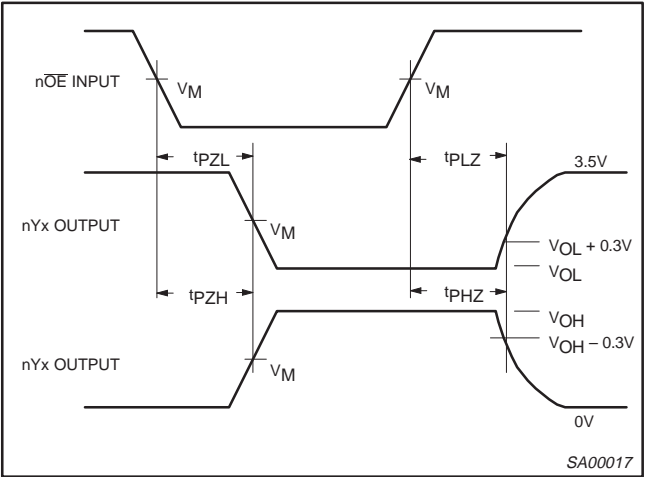 nO̅E̅ INPUT
VM
VM
tPZL
tPLZ
3.5V
nYx OUTPUT
VM
VOL + 0.3V
VOL
tPZH
tPHZ
VOH
VOH – 0.3V
nYx OUTPUT
VM
0V
SA00017